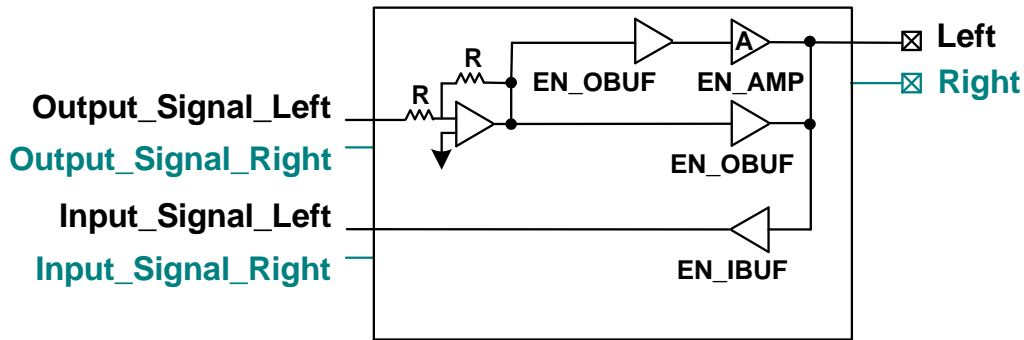 A
Left
R
EN_OBUF
EN_AMP
Right
R
Output_Signal_Left
Output_Signal_Right
EN_OBUF
Input_Signal_Left
Input_Signal_Right
EN_IBUF